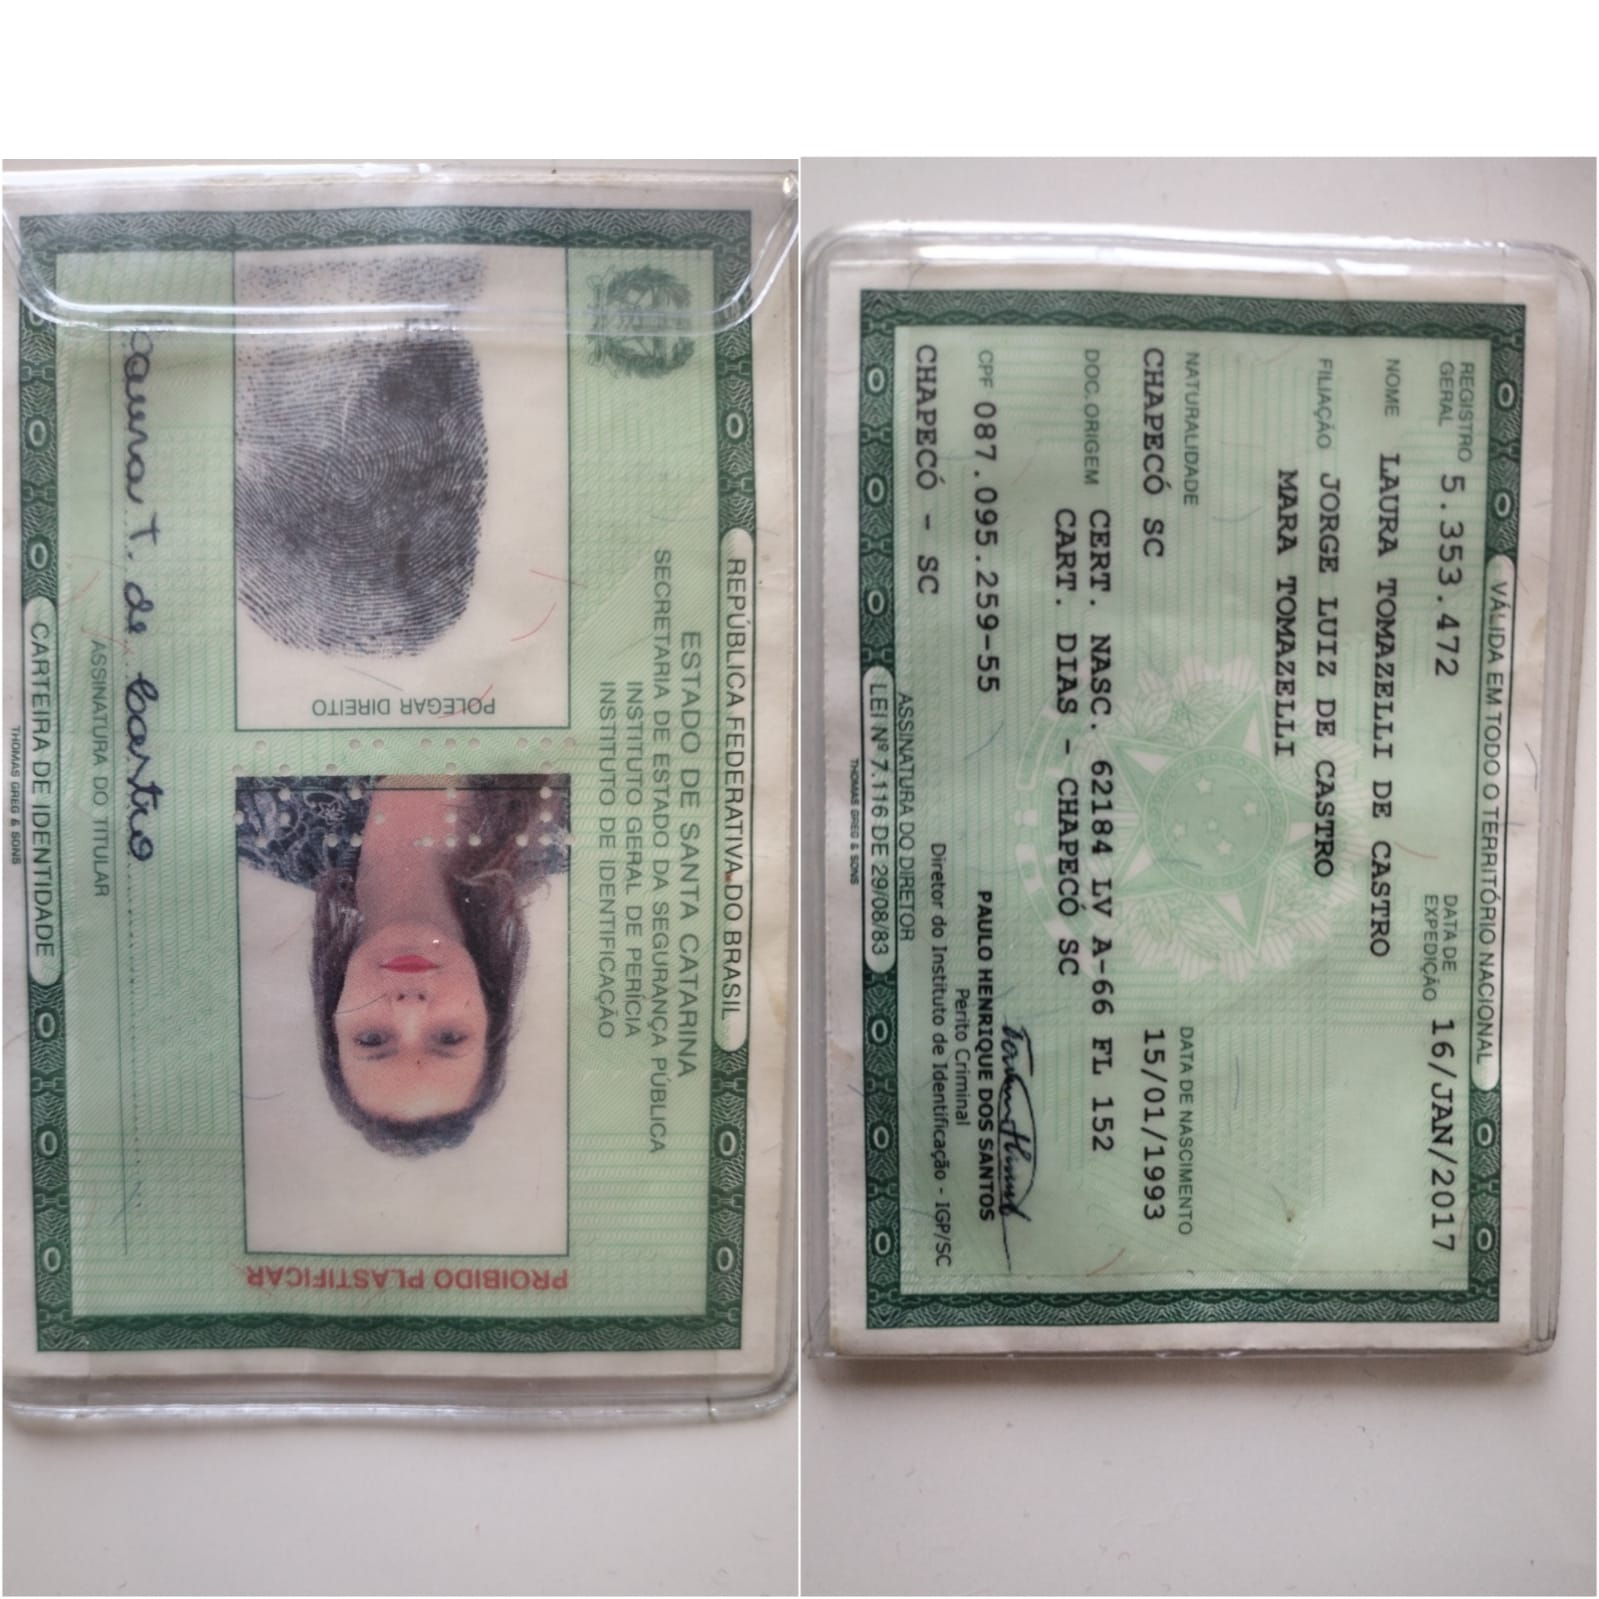 REPÚBLICA FEDERATIVA DO BRASIL
ESTADO DE SANTA CATARINA
SECRETARIA DE ESTADO DA SEGURANÇA PÚBLICA
INSTITUTO GERAL DE PERÍCIA
INSTITUTO DE IDENTIFICAÇÃO
POLEGAR DIREITO
PROIBIDO PLASTIFICAR
Laura T. de Castro
ASSINATURA DO TITULAR
CARTEIRA DE IDENTIDADE
THOMAS GREG & SONS
VÁLIDA EM TODO O TERRITÓRIO NACIONAL
REGISTRO GERAL 5.353.472 DATA DE EXPEDIÇÃO 16/JAN/2017
NOME LAURA TOMAZELLI DE CASTRO
FILIAÇÃO JORGE LUIZ DE CASTRO
MARA TOMAZELLI
NATURALIDADE DATA DE NASCIMENTO
CHAPECÓ SC 15/01/1993
DOC. ORIGEM CERT. NASC. 62184 LV A-66 FL 152
CART. DIAS - CHAPECÓ SC
CPF 087.095.259-55
PAULO HENRIQUE DOS SANTOS
Perito Criminal
Diretor do Instituto de Identificação - IGP/SC
CHAPECÓ - SC
ASSINATURA DO DIRETOR
LEI Nº 7.116 DE 29/08/83
THOMAS GREG & SONS